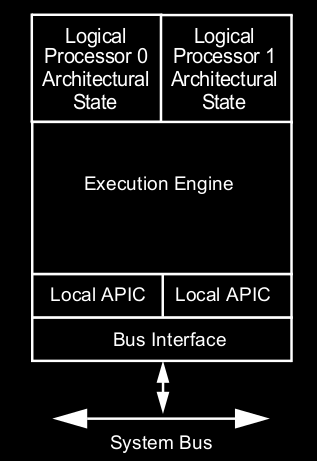 Logical
Processor 0
Architectural
State
Logical
Processor 1
Architectural
State
Execution Engine
Local APIC
Local APIC
Bus Interface
System Bus